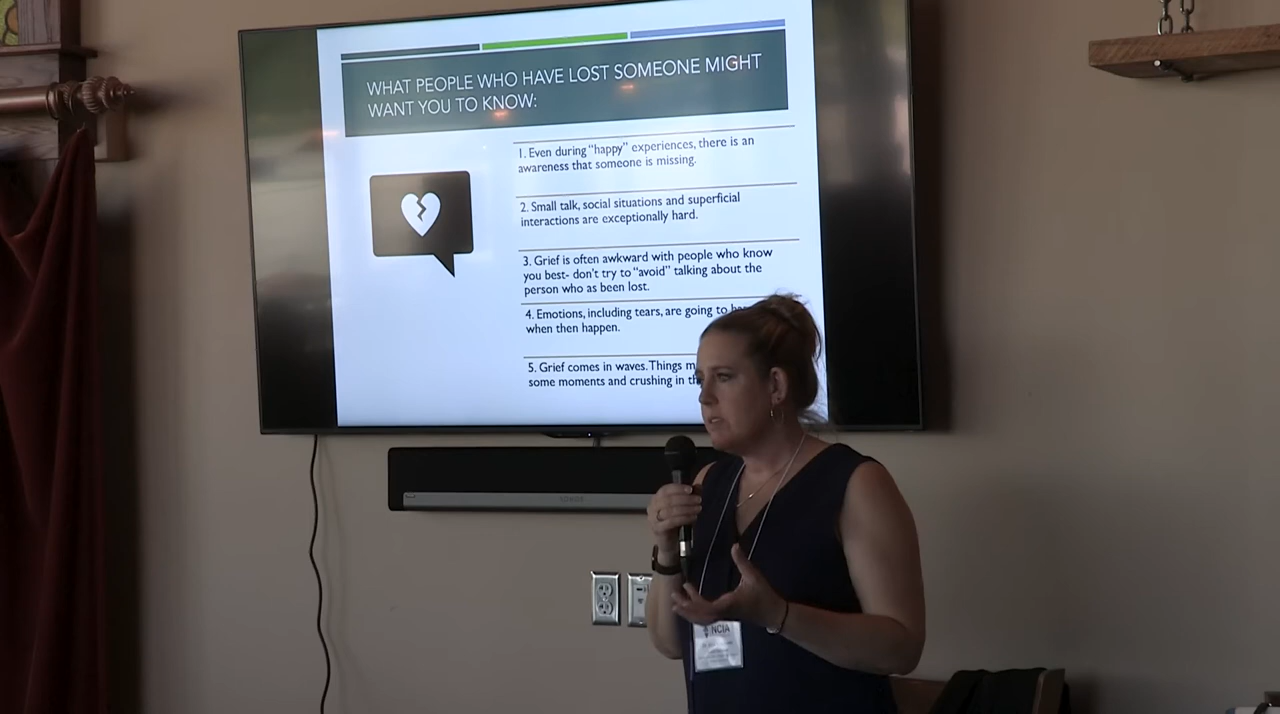 WHAT PEOPLE WHO HAVE LOST SOMEONE MIGHT
WANT YOU TO KNOW:
1. Even during "happy" experiences, there is an
awareness that someone is missing.
2. Small talk, social situations and superficial
interactions are exceptionally hard.
3. Grief is often awkward with people who know
you best- don't try to "avoid" talking about the
person who as been lost.
4. Emotions, including tears, are going to
when then happen.
5. Grief comes in waves. Things
some moments and crushing in
NCIA